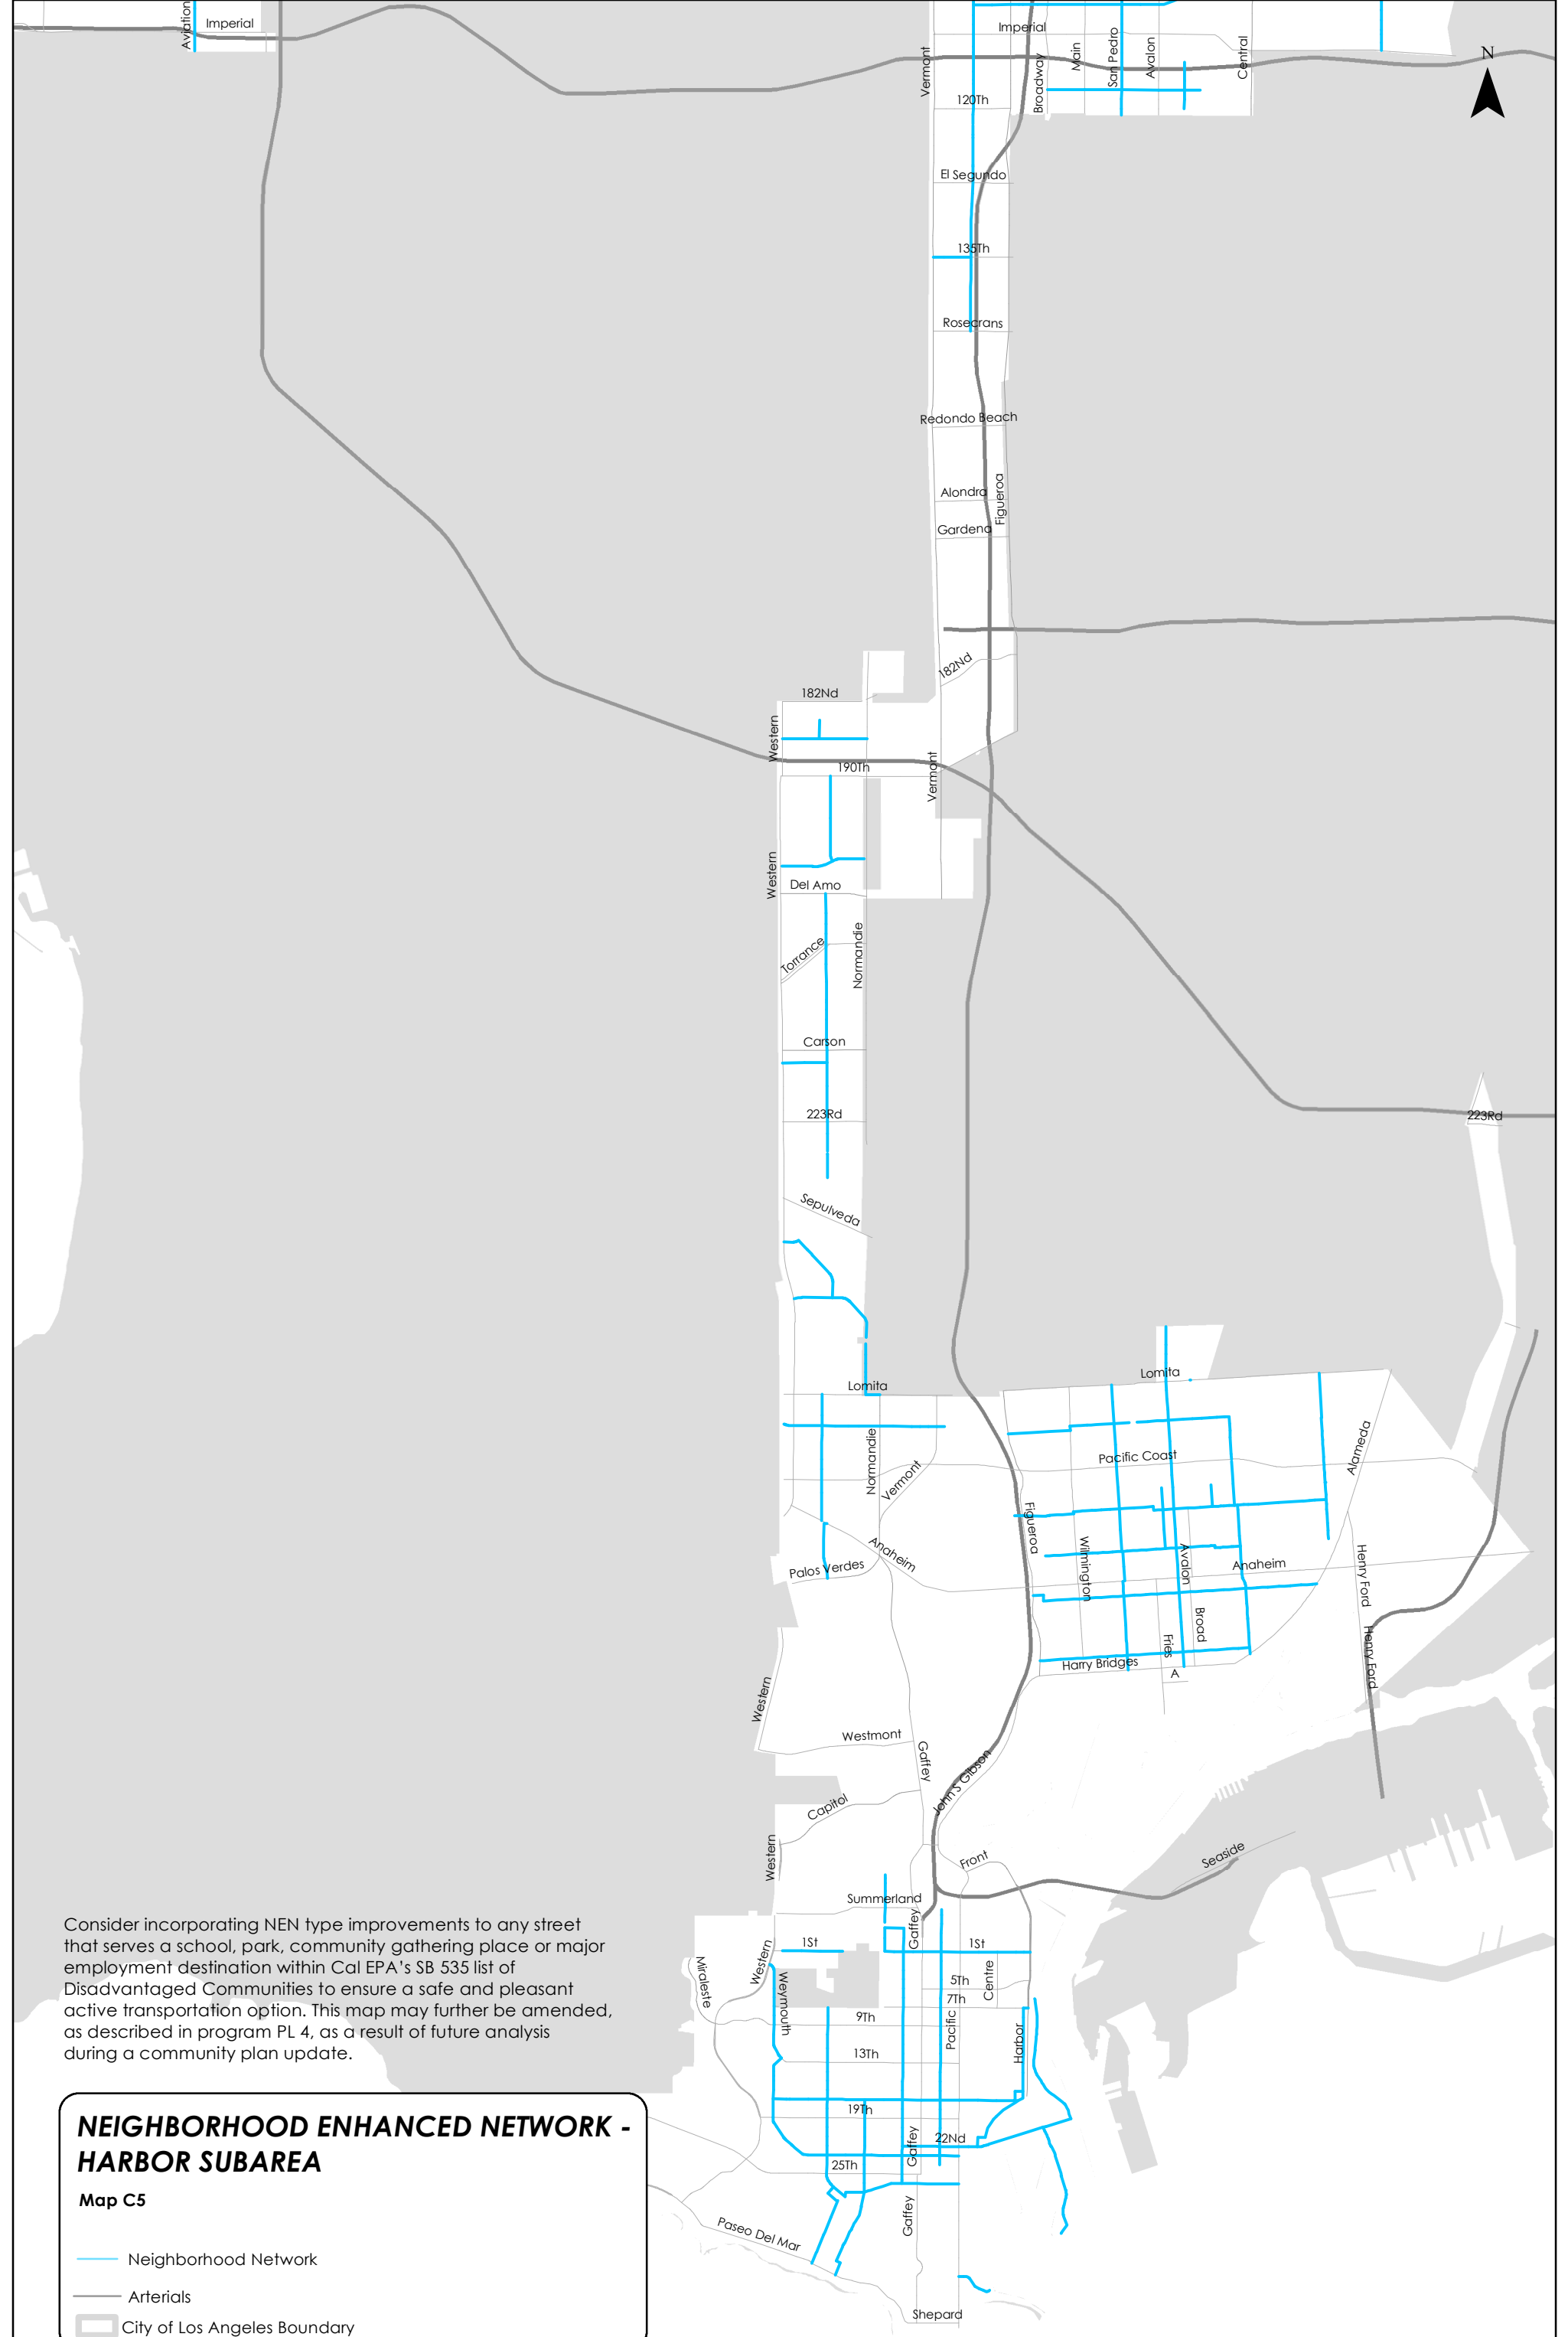 Aviation
Imperial
Imperial
Vermont
Broadway
Main
San Pedro
Avalon
Central
N
120Th
El Segundo
135Th
Rosecrans
Redondo Beach
Alondra
Figueroa
Gardena
182Nd
182Nd
Western
190Th
Vermont
Western
Del Amo
Torrance
Normandie
Carson
223Rd
223Rd
Sepulveda
Lomita
Lomita
Normandie
Vermont
Pacific Coast
Alameda
Figueroa
Anaheim
Palos Verdes
Wilmington
Avalon
Anaheim
Henry Ford
Broad
Fries
Harry Bridges
A
Henry Ford
Western
Westmont
Gaffey
John S Gibson
Capitol
Western
Front
Seaside
Summerland
Gaffey
1St
1St
Western
Miraleste
Weymouth
5Th
Centre
7Th
9Th
Pacific
Harbor
13Th
19Th
Gaffey
22Nd
25Th
Gaffey
Paseo Del Mar
Shepard
Consider incorporating NEN type improvements to any street
that serves a school, park, community gathering place or major
employment destination within Cal EPA’s SB 535 list of
Disadvantaged Communities to ensure a safe and pleasant
active transportation option. This map may further be amended,
as described in program PL 4, as a result of future analysis
during a community plan update.
NEIGHBORHOOD ENHANCED NETWORK -
HARBOR SUBAREA
Map C5
Neighborhood Network
Arterials
City of Los Angeles Boundary